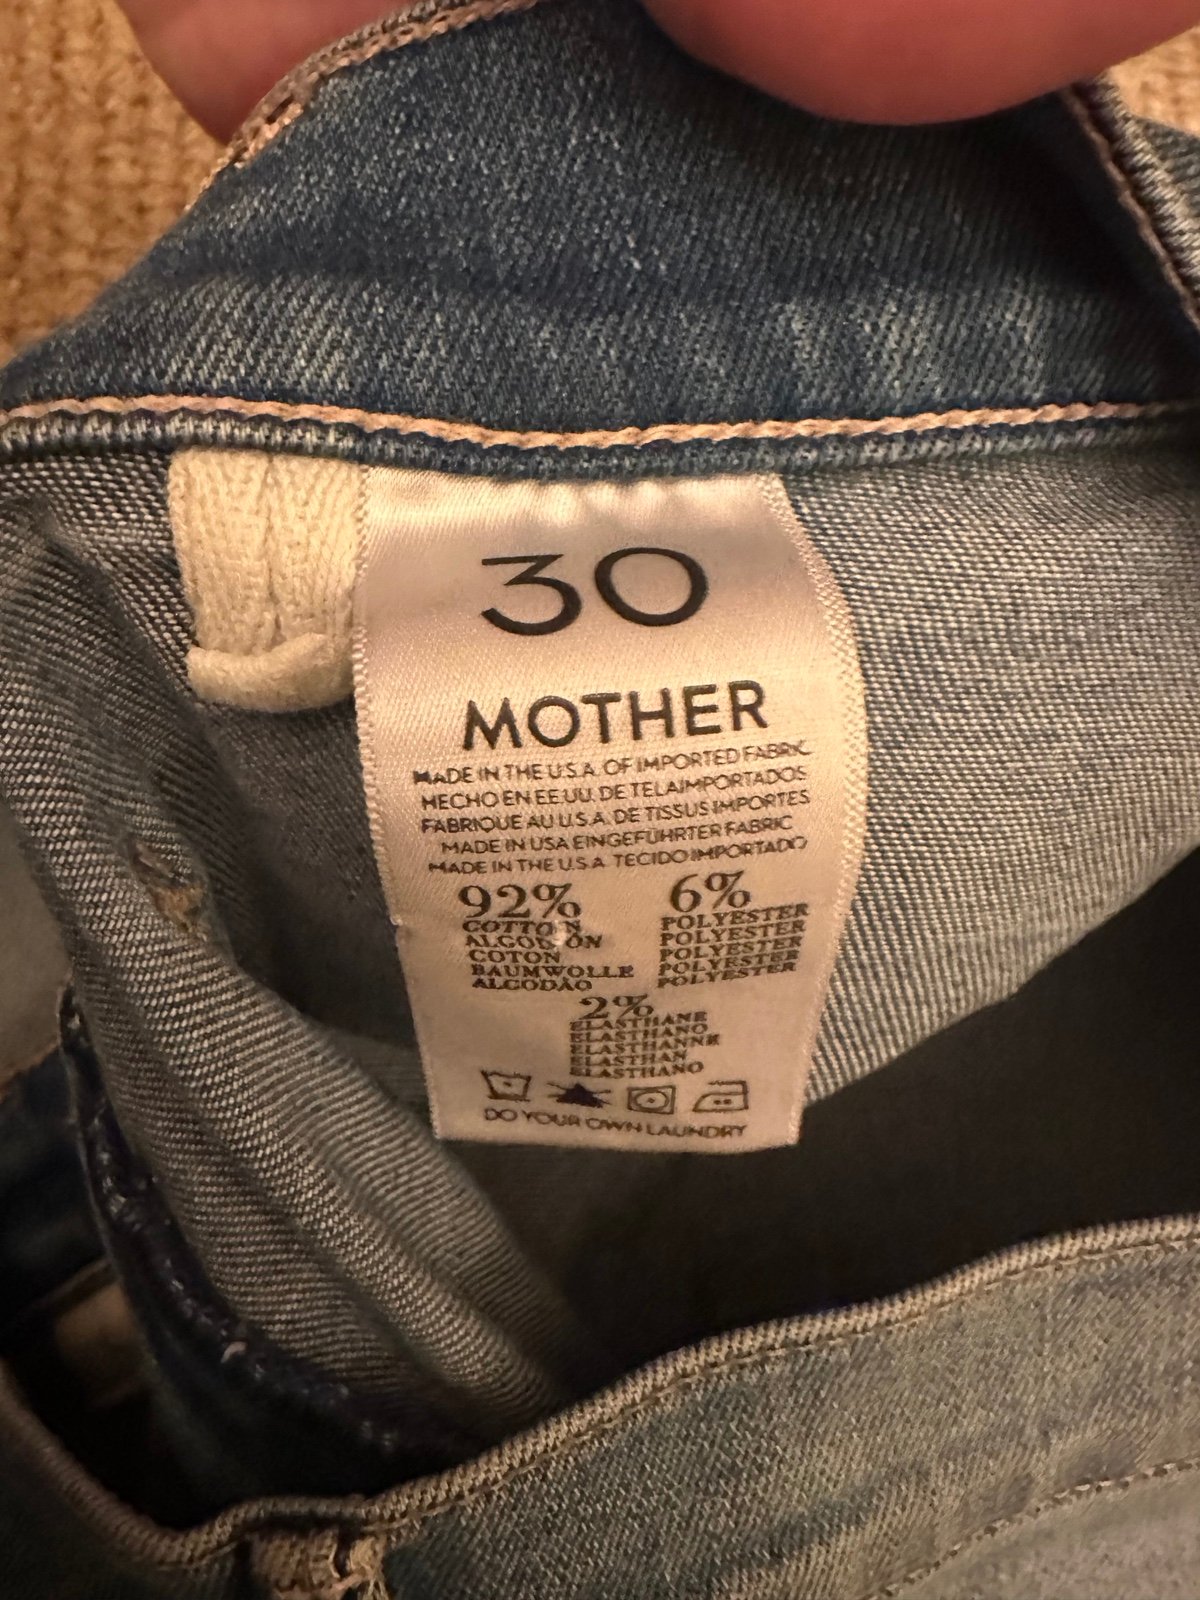 30
MOTHER
MADE IN THE U.S.A. OF IMPORTED FABRIC
HECHO EN EE.UU. DE TELA IMPORTADOS
FABRIQUE AU U.S.A. DE TISSUS IMPORTES
MADE IN USA EINGEFÜHRTER FABRIC
MADE IN THE U.S.A. TECIDO IMPORTADO
92%
COTTON
ALGODON
COTON
BAUMWOLLE
ALGODÃO
6%
POLYESTER
POLYESTER
POLYESTER
POLYESTER
POLYESTER
2%
ELASTHANE
ELASTHANO
ELASTHANNE
ELASTHAN
ELASTHANO
DO YOUR OWN LAUNDRY